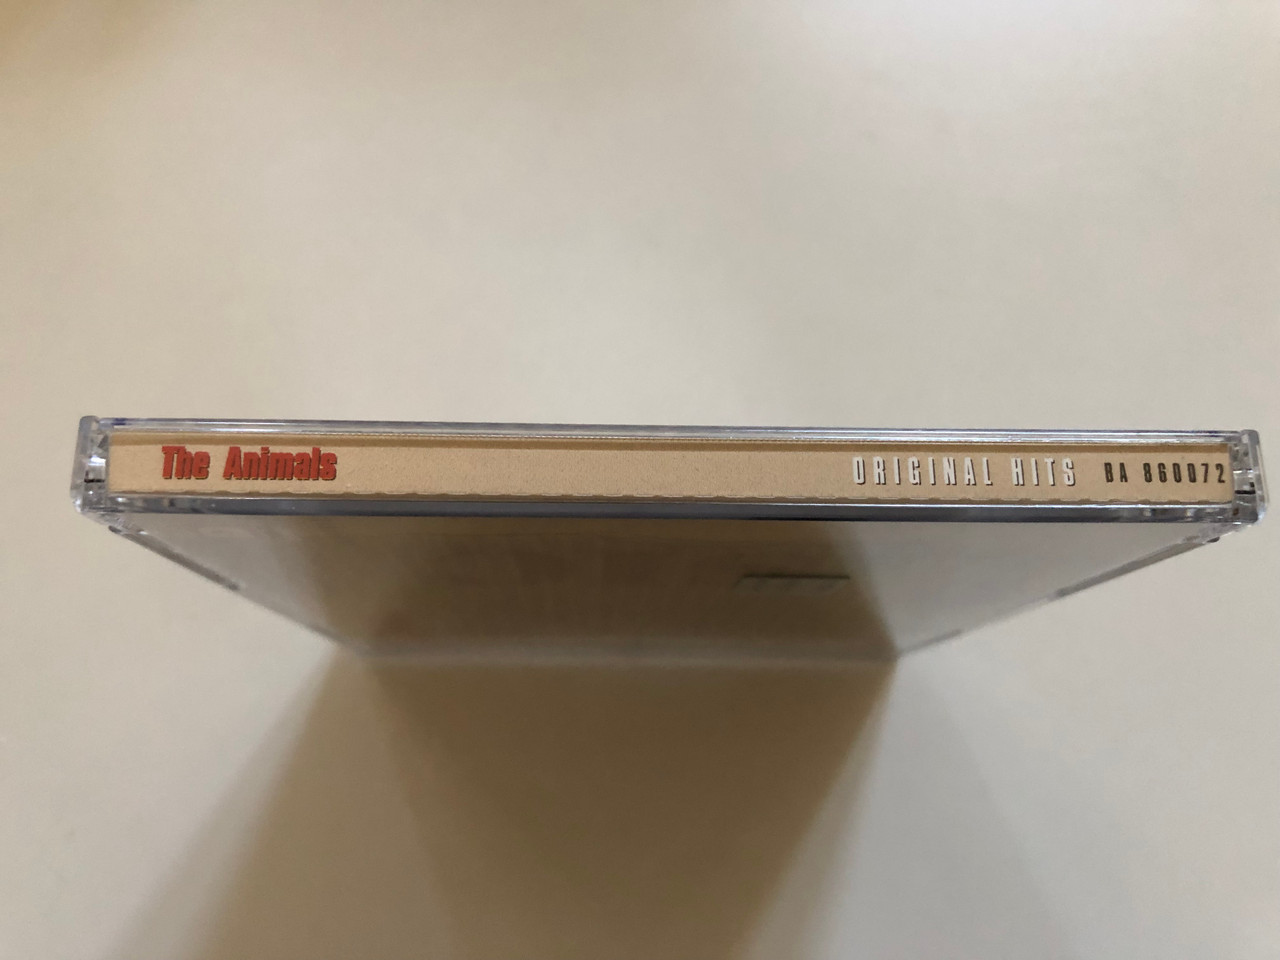 The Animals ORIGINAL HITS BA 860072